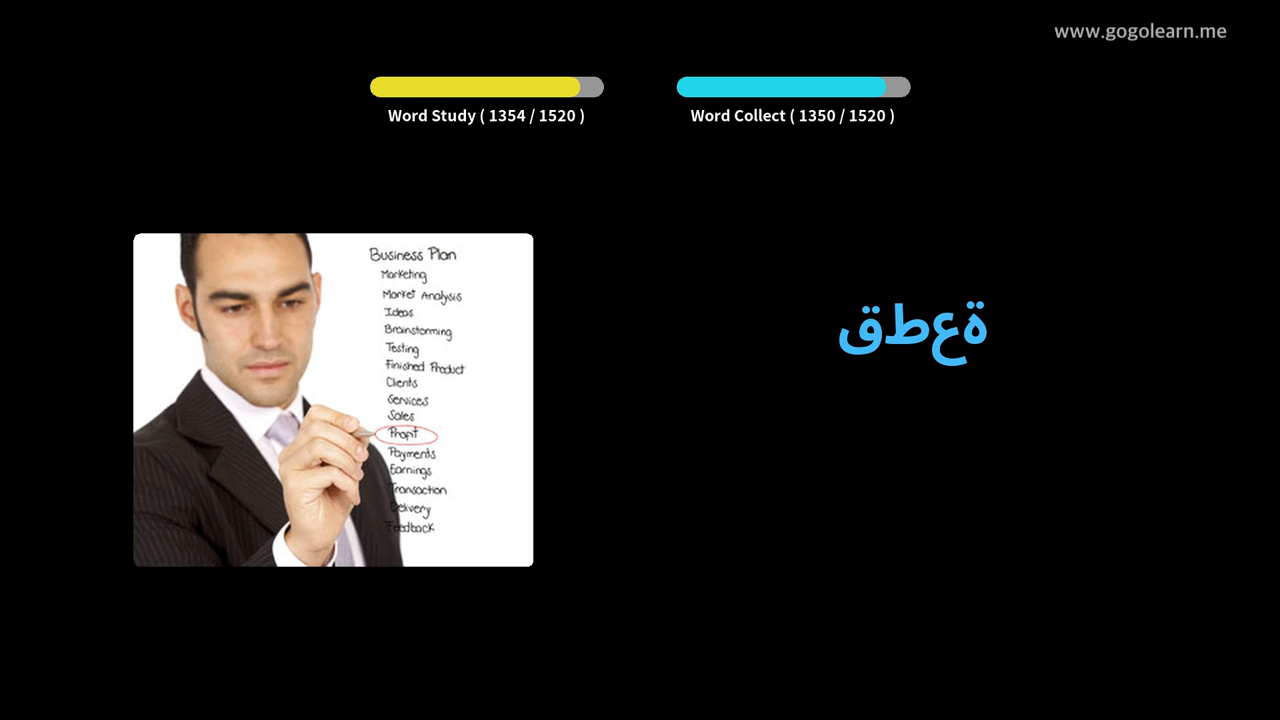 www.gogolearn.me
Word Study ( 1354 / 1520 )
Word Collect ( 1350 / 1520 )
Business Plan
Marketing
Market Analysis
Ideas
Brainstorming
Testing
Finished Product
Clients
Services
Sales
Profit
Payments
Earnings
Transaction
Delivery
Feedback
قطعة